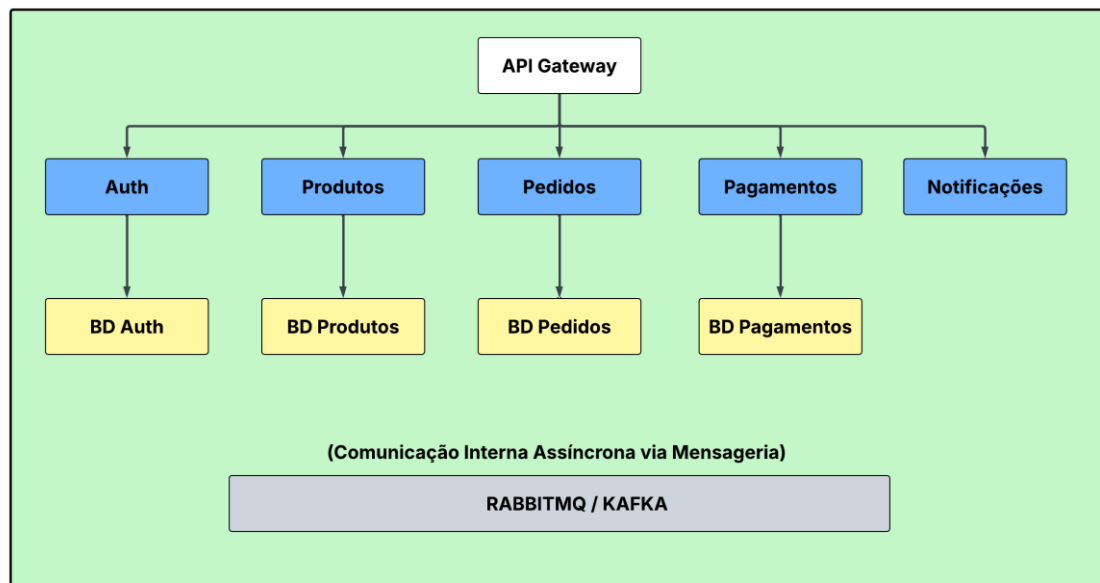 API Gateway
Auth
Produtos
Pedidos
Pagamentos
Notificações
BD Auth
BD Produtos
BD Pedidos
BD Pagamentos
(Comunicação Interna Assíncrona via Mensageria)
RABBITMQ / KAFKA